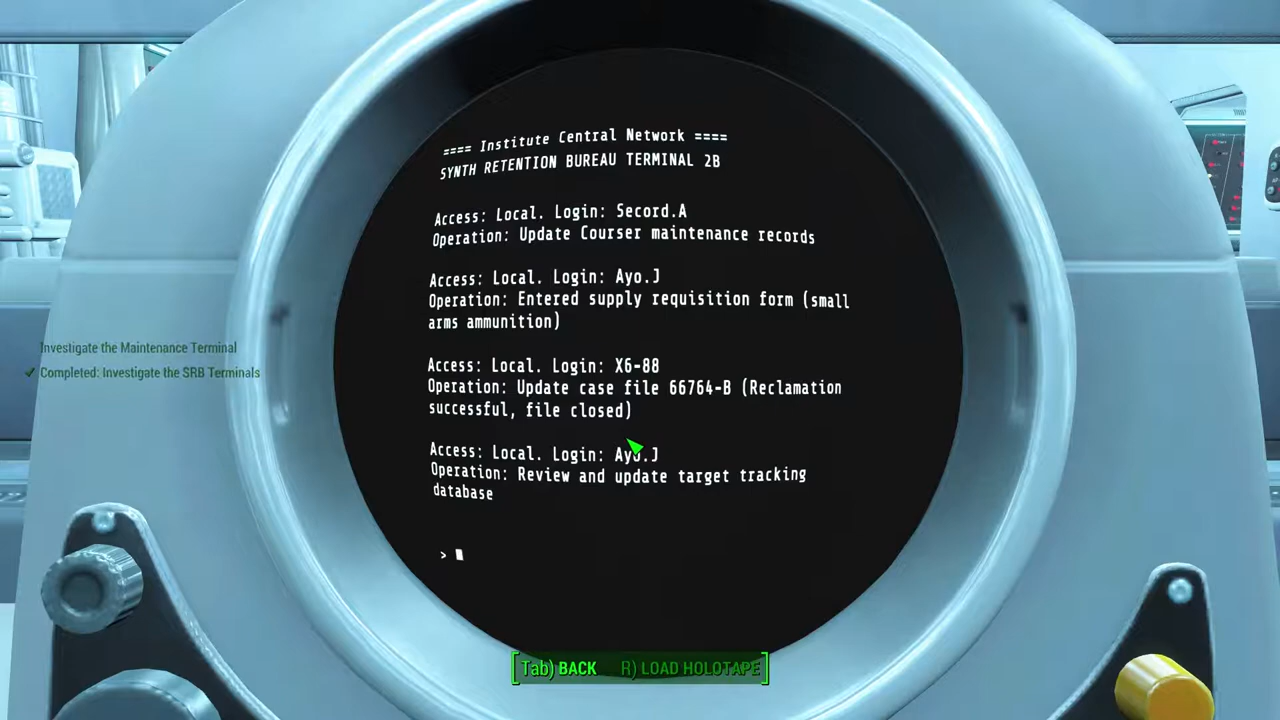 ==== Institute Central Network ====
SYNTH RETENTION BUREAU TERMINAL 2B
Access: Local. Login: Secord.A
Operation: Update Courser maintenance records
Access: Local. Login: Ayo.J
Operation: Entered supply requisition form (small
arms ammunition)
Access: Local. Login: X6-88
Operation: Update case file 66764-B (Reclamation
successful, file closed)
Access: Local. Login: Ayo.J
Operation: Review and update target tracking
database
>
Investigate the Maintenance Terminal
✓ Completed: Investigate the SRB Terminals
[Tab) BACK R) LOAD HOLOTAPE]